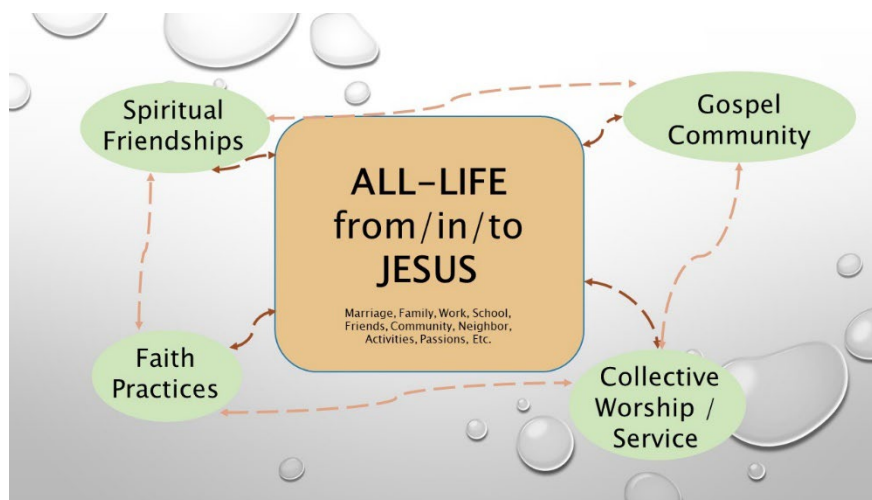 Spiritual
Friendships
Gospel
Community
ALL-LIFE
from/in/to
JESUS
Marriage, Family, Work, School,
Friends, Community, Neighbor,
Activities, Passions, Etc.
Faith
Practices
Collective
Worship /
Service